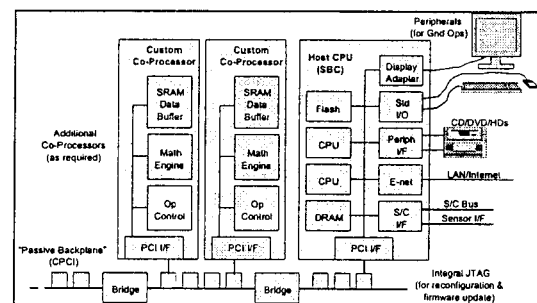 Peripherals
(for Gnd Ops)
Custom
Co-Processor
SRAM
Data
Buffer
Math
Engine
Op
Control
PCI I/F
Custom
Co-Processor
SRAM
Data
Buffer
Math
Engine
Op
Control
PCI I/F
Host CPU
(SBC)
Display
Adapter
Flash
Std
I/O
CPU
Periph
I/F
CPU
E-net
DRAM
S/C
I/F
PCI I/F
CD/DVD/HDs
LAN/Internet
S/C Bus
Sensor I/F
Additional
Co-Processors
(as required)
"Passive Backplane"
(CPCI)
Bridge
Bridge
Integral JTAG
(for reconfiguration &
firmware update)